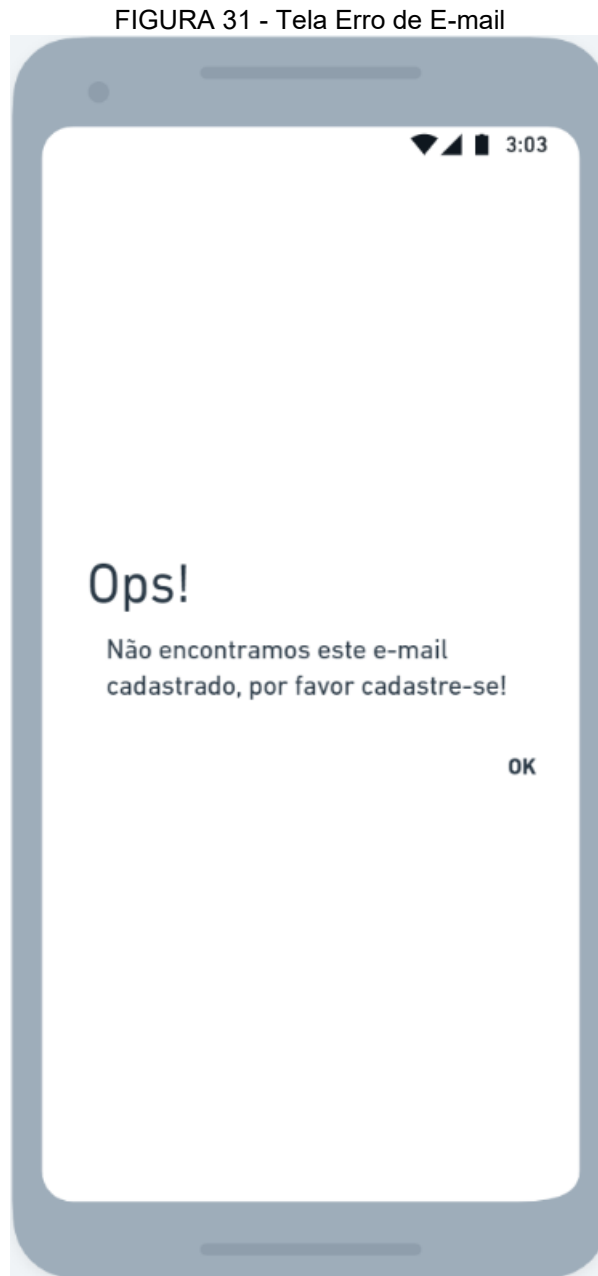 FIGURA 31 - Tela Erro de E-mail
3:03
Ops!
Não encontramos este e-mail
cadastrado, por favor cadastre-se!
OK